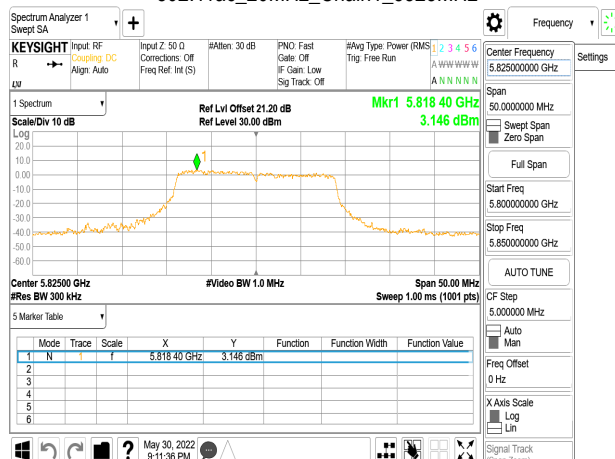 Spectrum Analyzer 1
Swept SA
Frequency
KEYSIGHT
R
Input: RF
Coupling: DC
Align: Auto
Input Z: 50 Ω
Corrections: Off
Freq Ref: Int (S)
#Atten: 30 dB
PNO: Fast
Gate: Off
IF Gain: Low
Sig Track: Off
#Avg Type: Power (RMS
Trig: Free Run
1 2 3 4 5 6
A W W W W W
A N N N N N
Settings
Center Frequency
5.825000000 GHz
Span
50.0000000 MHz
Swept Span
Zero Span
Full Span
Start Freq
5.800000000 GHz
Stop Freq
5.850000000 GHz
AUTO TUNE
CF Step
5.000000 MHz
Auto
Man
Freq Offset
0 Hz
X Axis Scale
Log
Lin
Signal Track
1 Spectrum
Scale/Div 10 dB
Ref Lvl Offset 21.20 dB
Ref Level 30.00 dBm
Mkr1 5.818 40 GHz
3.146 dBm
Log
20.0
10.0
0.00
-10.0
-20.0
-30.0
-40.0
-50.0
-60.0
1
Center 5.82500 GHz
#Res BW 300 kHz
#Video BW 1.0 MHz
Span 50.00 MHz
Sweep 1.00 ms (1001 pts)
5 Marker Table
Mode Trace Scale X Y Function Function Width Function Value
1 N 1 f 5.818 40 GHz 3.146 dBm
2
3
4
5
6
May 30, 2022
9:11:36 PM